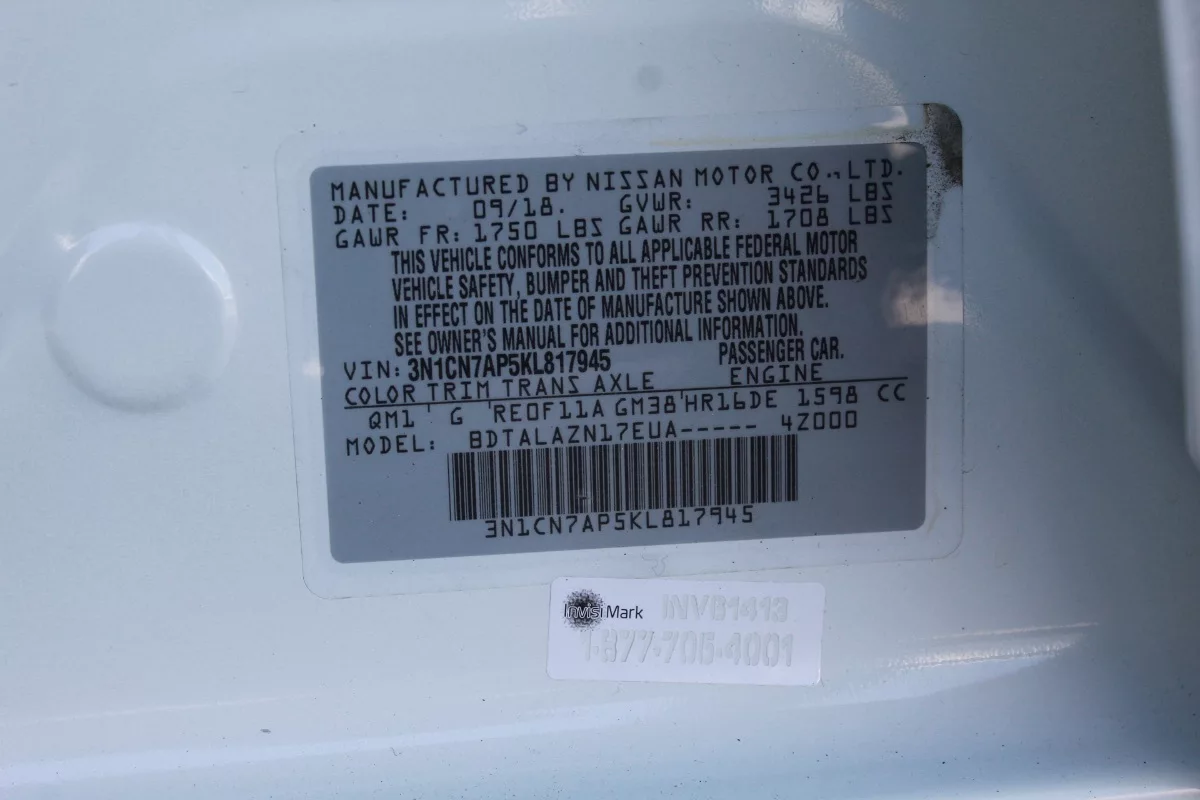 MANUFACTURED BY NISSAN MOTOR CO., LTD.
DATE: 09/18. GVWR: 3426 LBS
GAWR FR: 1750 LBS GAWR RR: 1708 LBS
THIS VEHICLE CONFORMS TO ALL APPLICABLE FEDERAL MOTOR
VEHICLE SAFETY, BUMPER AND THEFT PREVENTION STANDARDS
IN EFFECT ON THE DATE OF MANUFACTURE SHOWN ABOVE.
SEE OWNER'S MANUAL FOR ADDITIONAL INFORMATION.
VIN: 3N1CN7AP5KL817945 PASSENGER CAR.
COLOR TRIM TRANS AXLE ENGINE
QM1 G RE0F11A GM38 HR16DE 1598 CC
MODEL: BDTALAZN17EUA----- 4Z000
3N1CN7AP5KL817945
InvisiMark
1-877-705-4001